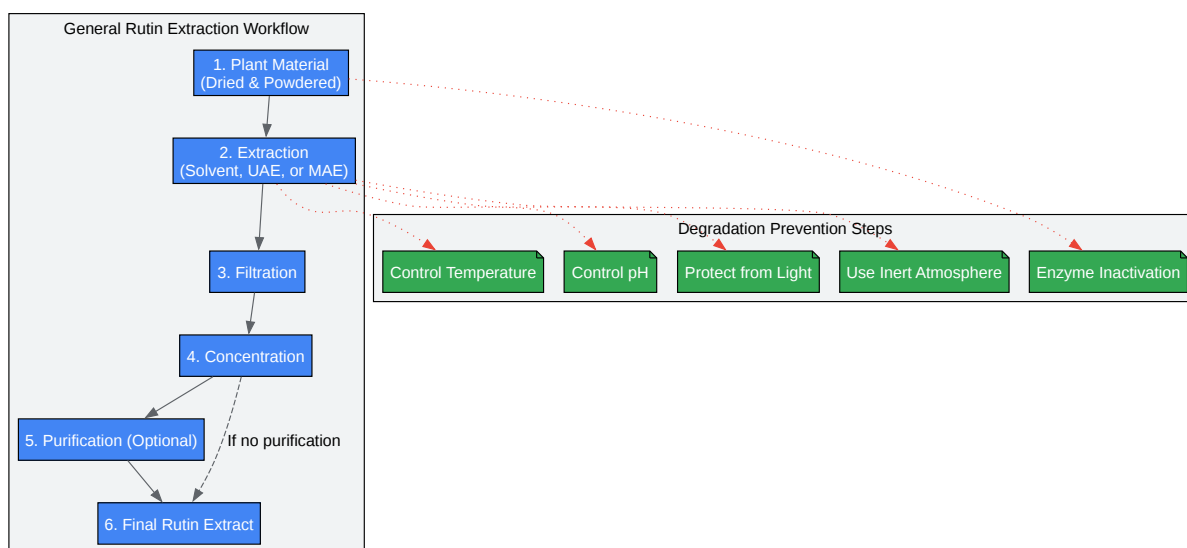 General Rutin Extraction Workflow
1. Plant Material
(Dried & Powdered)
2. Extraction
(Solvent, UAE, or MAE)
3. Filtration
4. Concentration
5. Purification (Optional)
If no purification
6. Final Rutin Extract
Degradation Prevention Steps
Control Temperature
Control pH
Protect from Light
Use Inert Atmosphere
Enzyme Inactivation